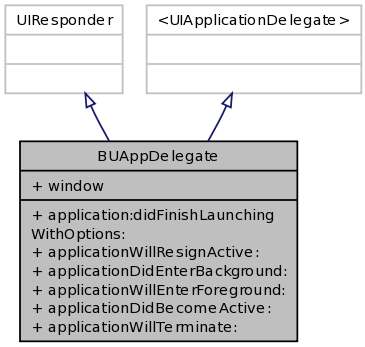 UIResponder
<UIApplicationDelegate>
BUAppDelegate
+ window
+ application:didFinishLaunching
WithOptions:
+ applicationWillResignActive:
+ applicationDidEnterBackground:
+ applicationWillEnterForeground:
+ applicationDidBecomeActive:
+ applicationWillTerminate: